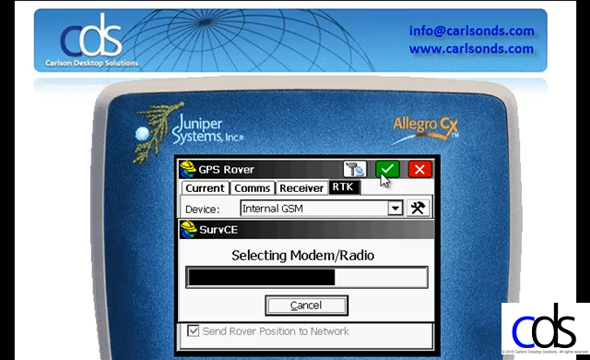 cds
Carlson Desktop Solutions
info@carlsonds.com
www.carlsonds.com
Juniper
Systems, Inc.®
Allegro Cx™
GPS Rover
Current Comms Receiver RTK
Device: Internal GSM
SurvCE
Selecting Modem/Radio
Cancel
Send Rover Position to Network
cds